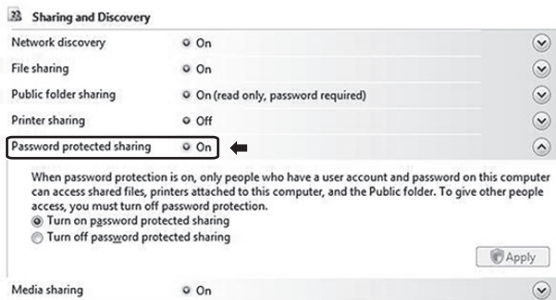 Sharing and Discovery
Network discovery On
File sharing On
Public folder sharing On (read only, password required)
Printer sharing Off
Password protected sharing On
When password protection is on, only people who have a user account and password on this computer
can access shared files, printers attached to this computer, and the Public folder. To give other people
access, you must turn off password protection.
Turn on password protected sharing
Turn off password protected sharing
Apply
Media sharing On